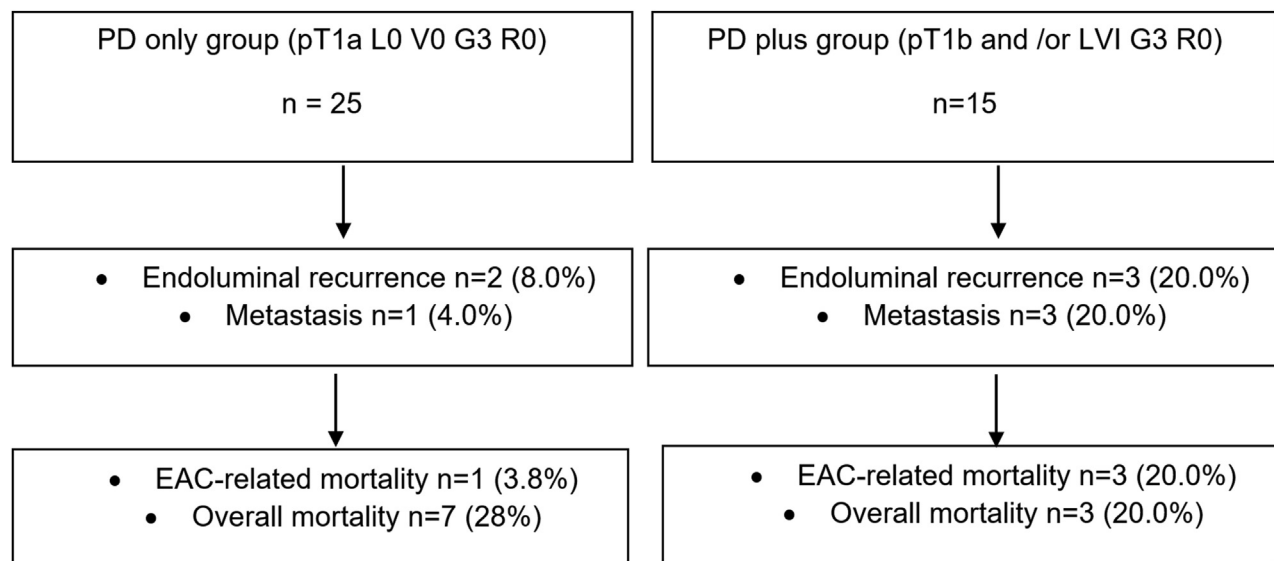 PD only group (pT1a L0 V0 G3 R0)
n = 25
PD plus group (pT1b and /or LVI G3 R0)
n=15
• Endoluminal recurrence n=2 (8.0%)
• Metastasis n=1 (4.0%)
• Endoluminal recurrence n=3 (20.0%)
• Metastasis n=3 (20.0%)
• EAC-related mortality n=1 (3.8%)
• Overall mortality n=7 (28%)
• EAC-related mortality n=3 (20.0%)
• Overall mortality n=3 (20.0%)